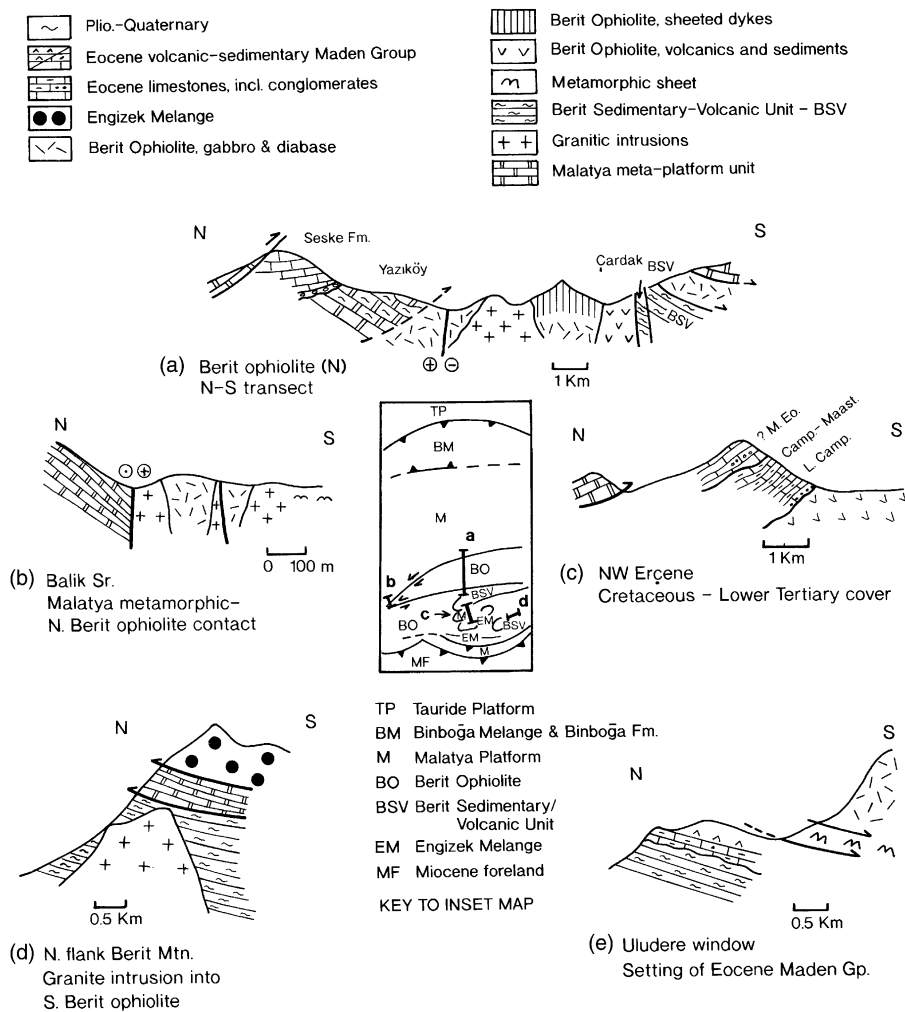 Plio.-Quaternary
Eocene volcanic-sedimentary Maden Group
Eocene limestones, incl. conglomerates
Engizek Melange
Berit Ophiolite, gabbro & diabase
Berit Ophiolite, sheeted dykes
Berit Ophiolite, volcanics and sediments
Metamorphic sheet
Berit Sedimentary-Volcanic Unit - BSV
Granitic intrusions
Malatya meta-platform unit
N
S
Seske Fm.
Yazıköy
Çardak
BSV
BSV
(a) Berit ophiolite (N)
N-S transect
1 Km
N
S
0 100 m
(b) Balik Sr.
Malatya metamorphic-
N. Berit ophiolite contact
TP
BM
M
a
BO
b
BSV
c
M
EM
d
BSV
BO
EM
M
MF
N
S
? M. Eo.
Camp.- Maast.
L. Camp.
1 Km
(c) NW Erçene
Cretaceous - Lower Tertiary cover
N
S
0.5 Km
(d) N. flank Berit Mtn.
Granite intrusion into
S. Berit ophiolite
TP Tauride Platform
BM Binboḡa Melange & Binboḡa Fm.
M Malatya Platform
BO Berit Ophiolite
BSV Berit Sedimentary/
Volcanic Unit
EM Engizek Melange
MF Miocene foreland
KEY TO INSET MAP
N
S
0.5 Km
(e) Uludere window
Setting of Eocene Maden Gp.